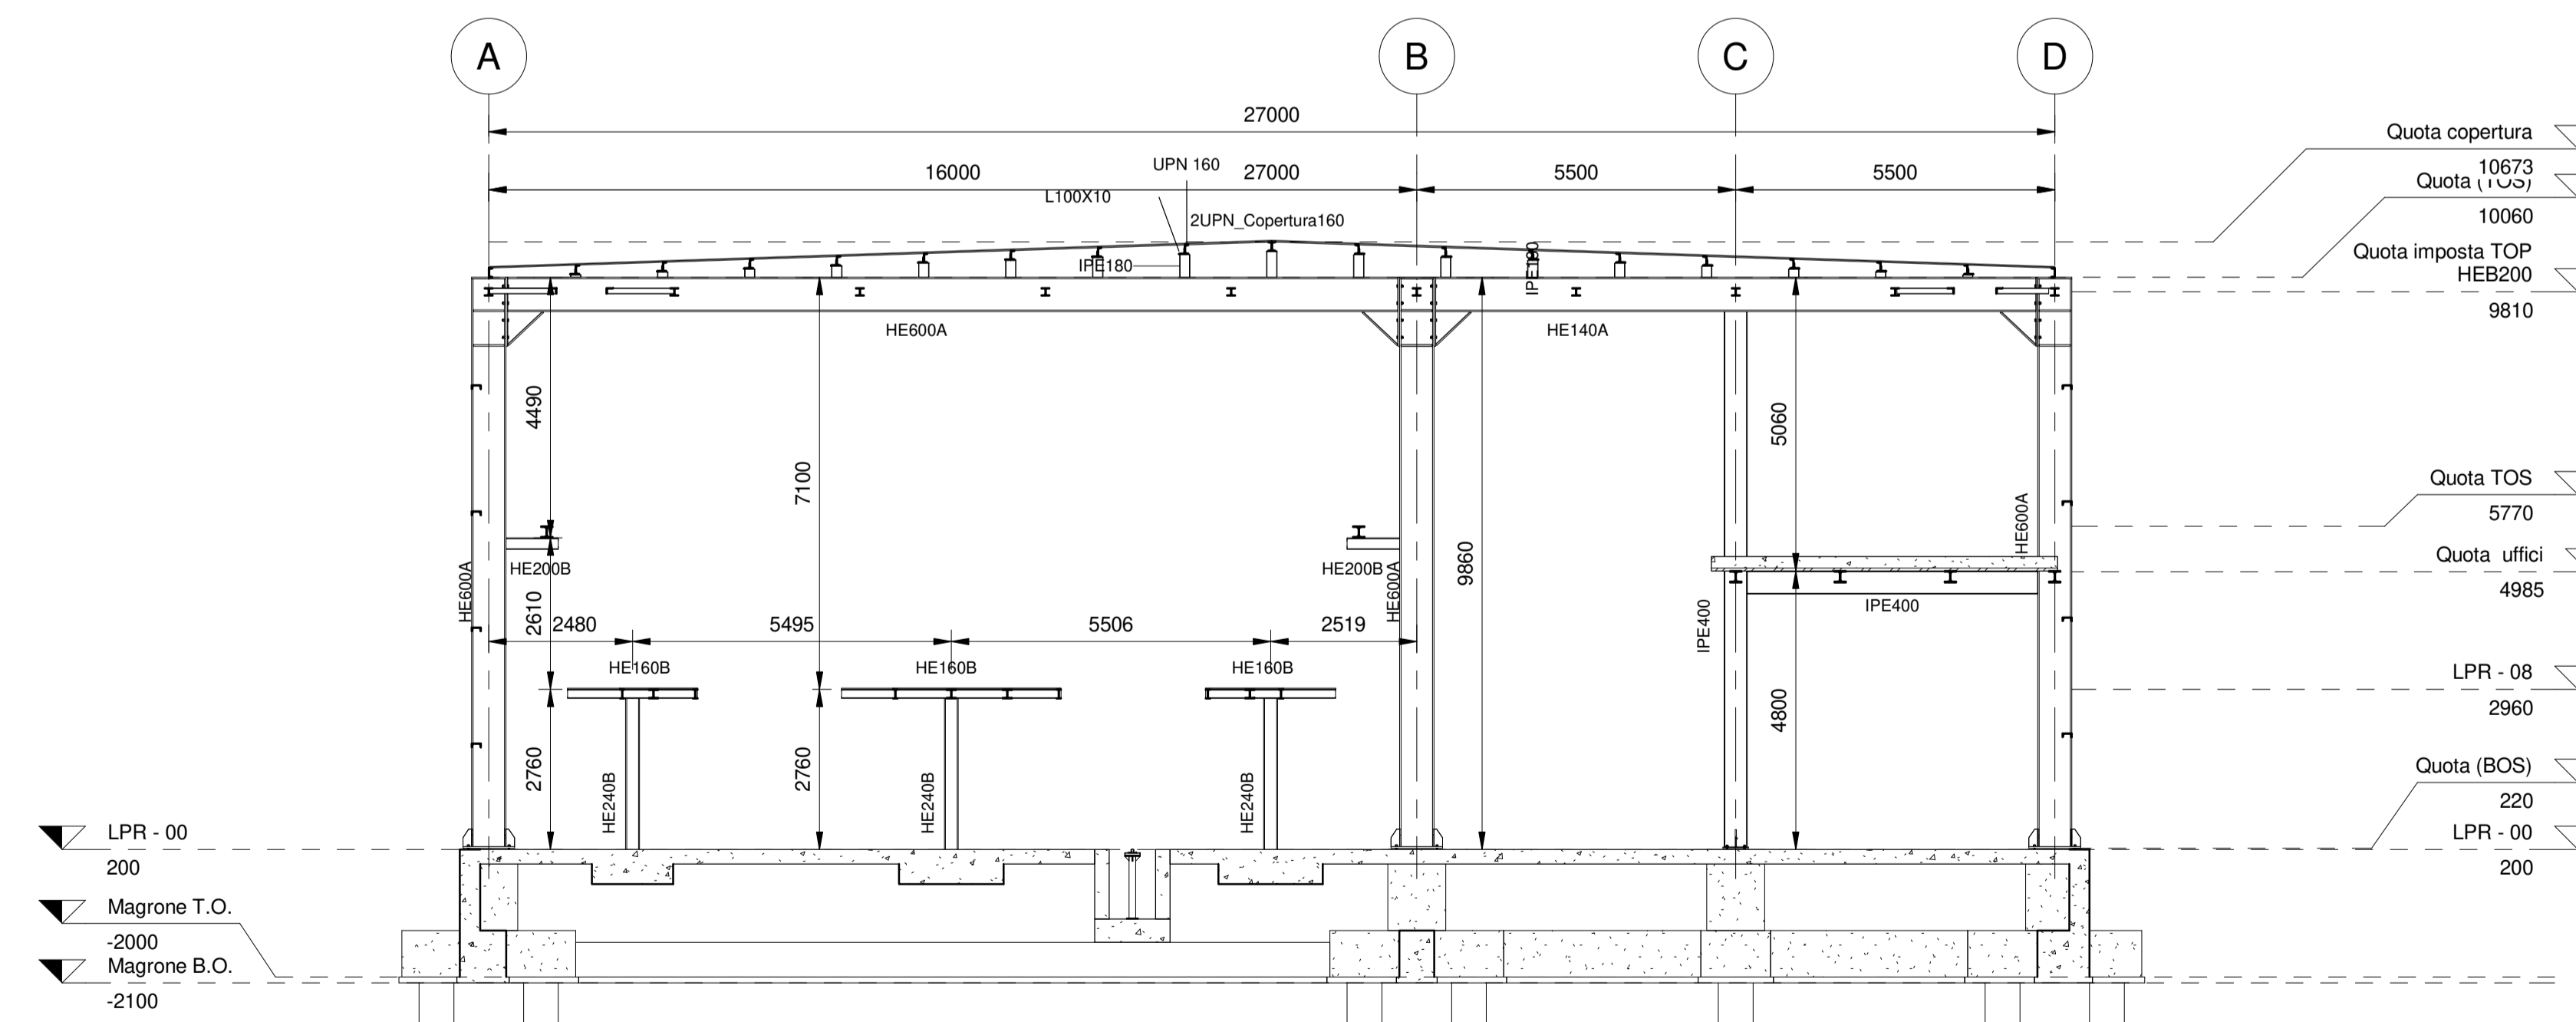 A
B
C
D
27000
Quota copertura
16000
UPN 160
27000
5500
5500
10673
Quota (TOS)
L100X10
10060
2UPN_Copertura160
Quota imposta TOP
HEB200
IPE180
9810
HE600A
HE140A
4490
7100
5060
9860
Quota TOS
5770
HE600A
Quota uffici
4985
HE200B
HE200B
HE600A
HE600A
2610
IPE400
IPE400
2480
5495
5506
2519
HE160B
HE160B
HE160B
LPR - 08
2960
2760
2760
4800
HE240B
HE240B
HE240B
Quota (BOS)
220
LPR - 00
200
LPR - 00
200
Magrone T.O.
-2000
Magrone B.O.
-2100